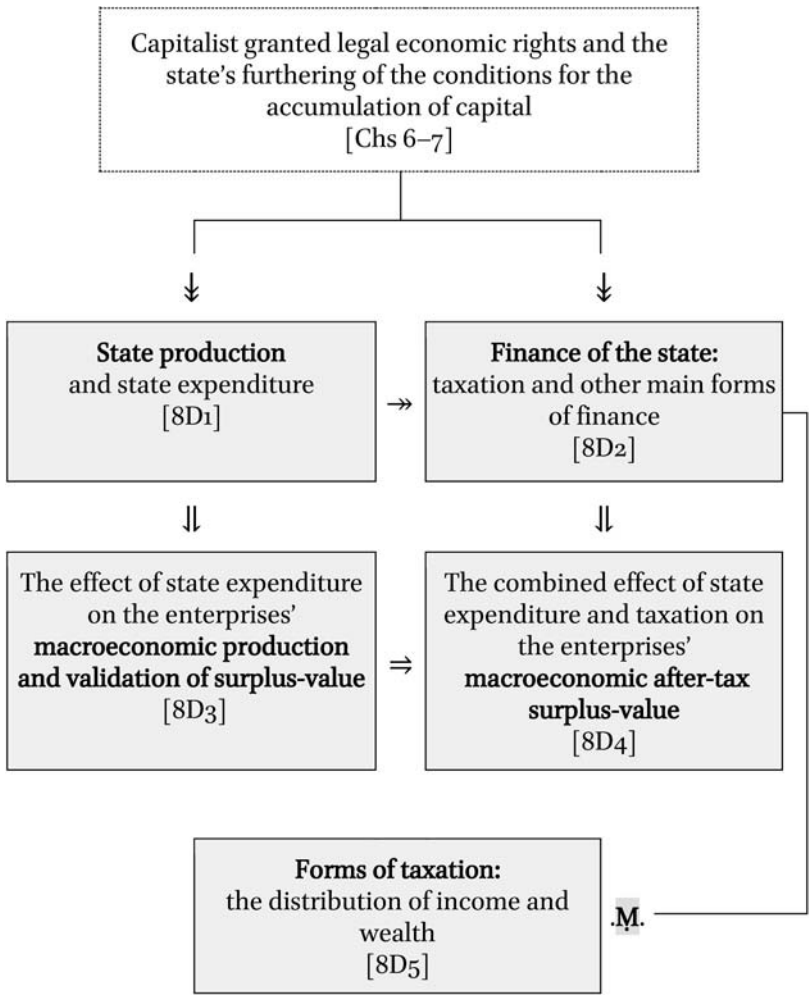 Capitalist granted legal economic rights and the
state’s furthering of the conditions for the
accumulation of capital
[Chs 6–7]
State production
and state expenditure
[8D1]
Finance of the state:
taxation and other main forms
of finance
[8D2]
The effect of state expenditure
on the enterprises’
macroeconomic production
and validation of surplus-value
[8D3]
The combined effect of state
expenditure and taxation on
the enterprises’
macroeconomic after-tax
surplus-value
[8D4]
Forms of taxation:
the distribution of income and
wealth
[8D5]
.Ṃ.